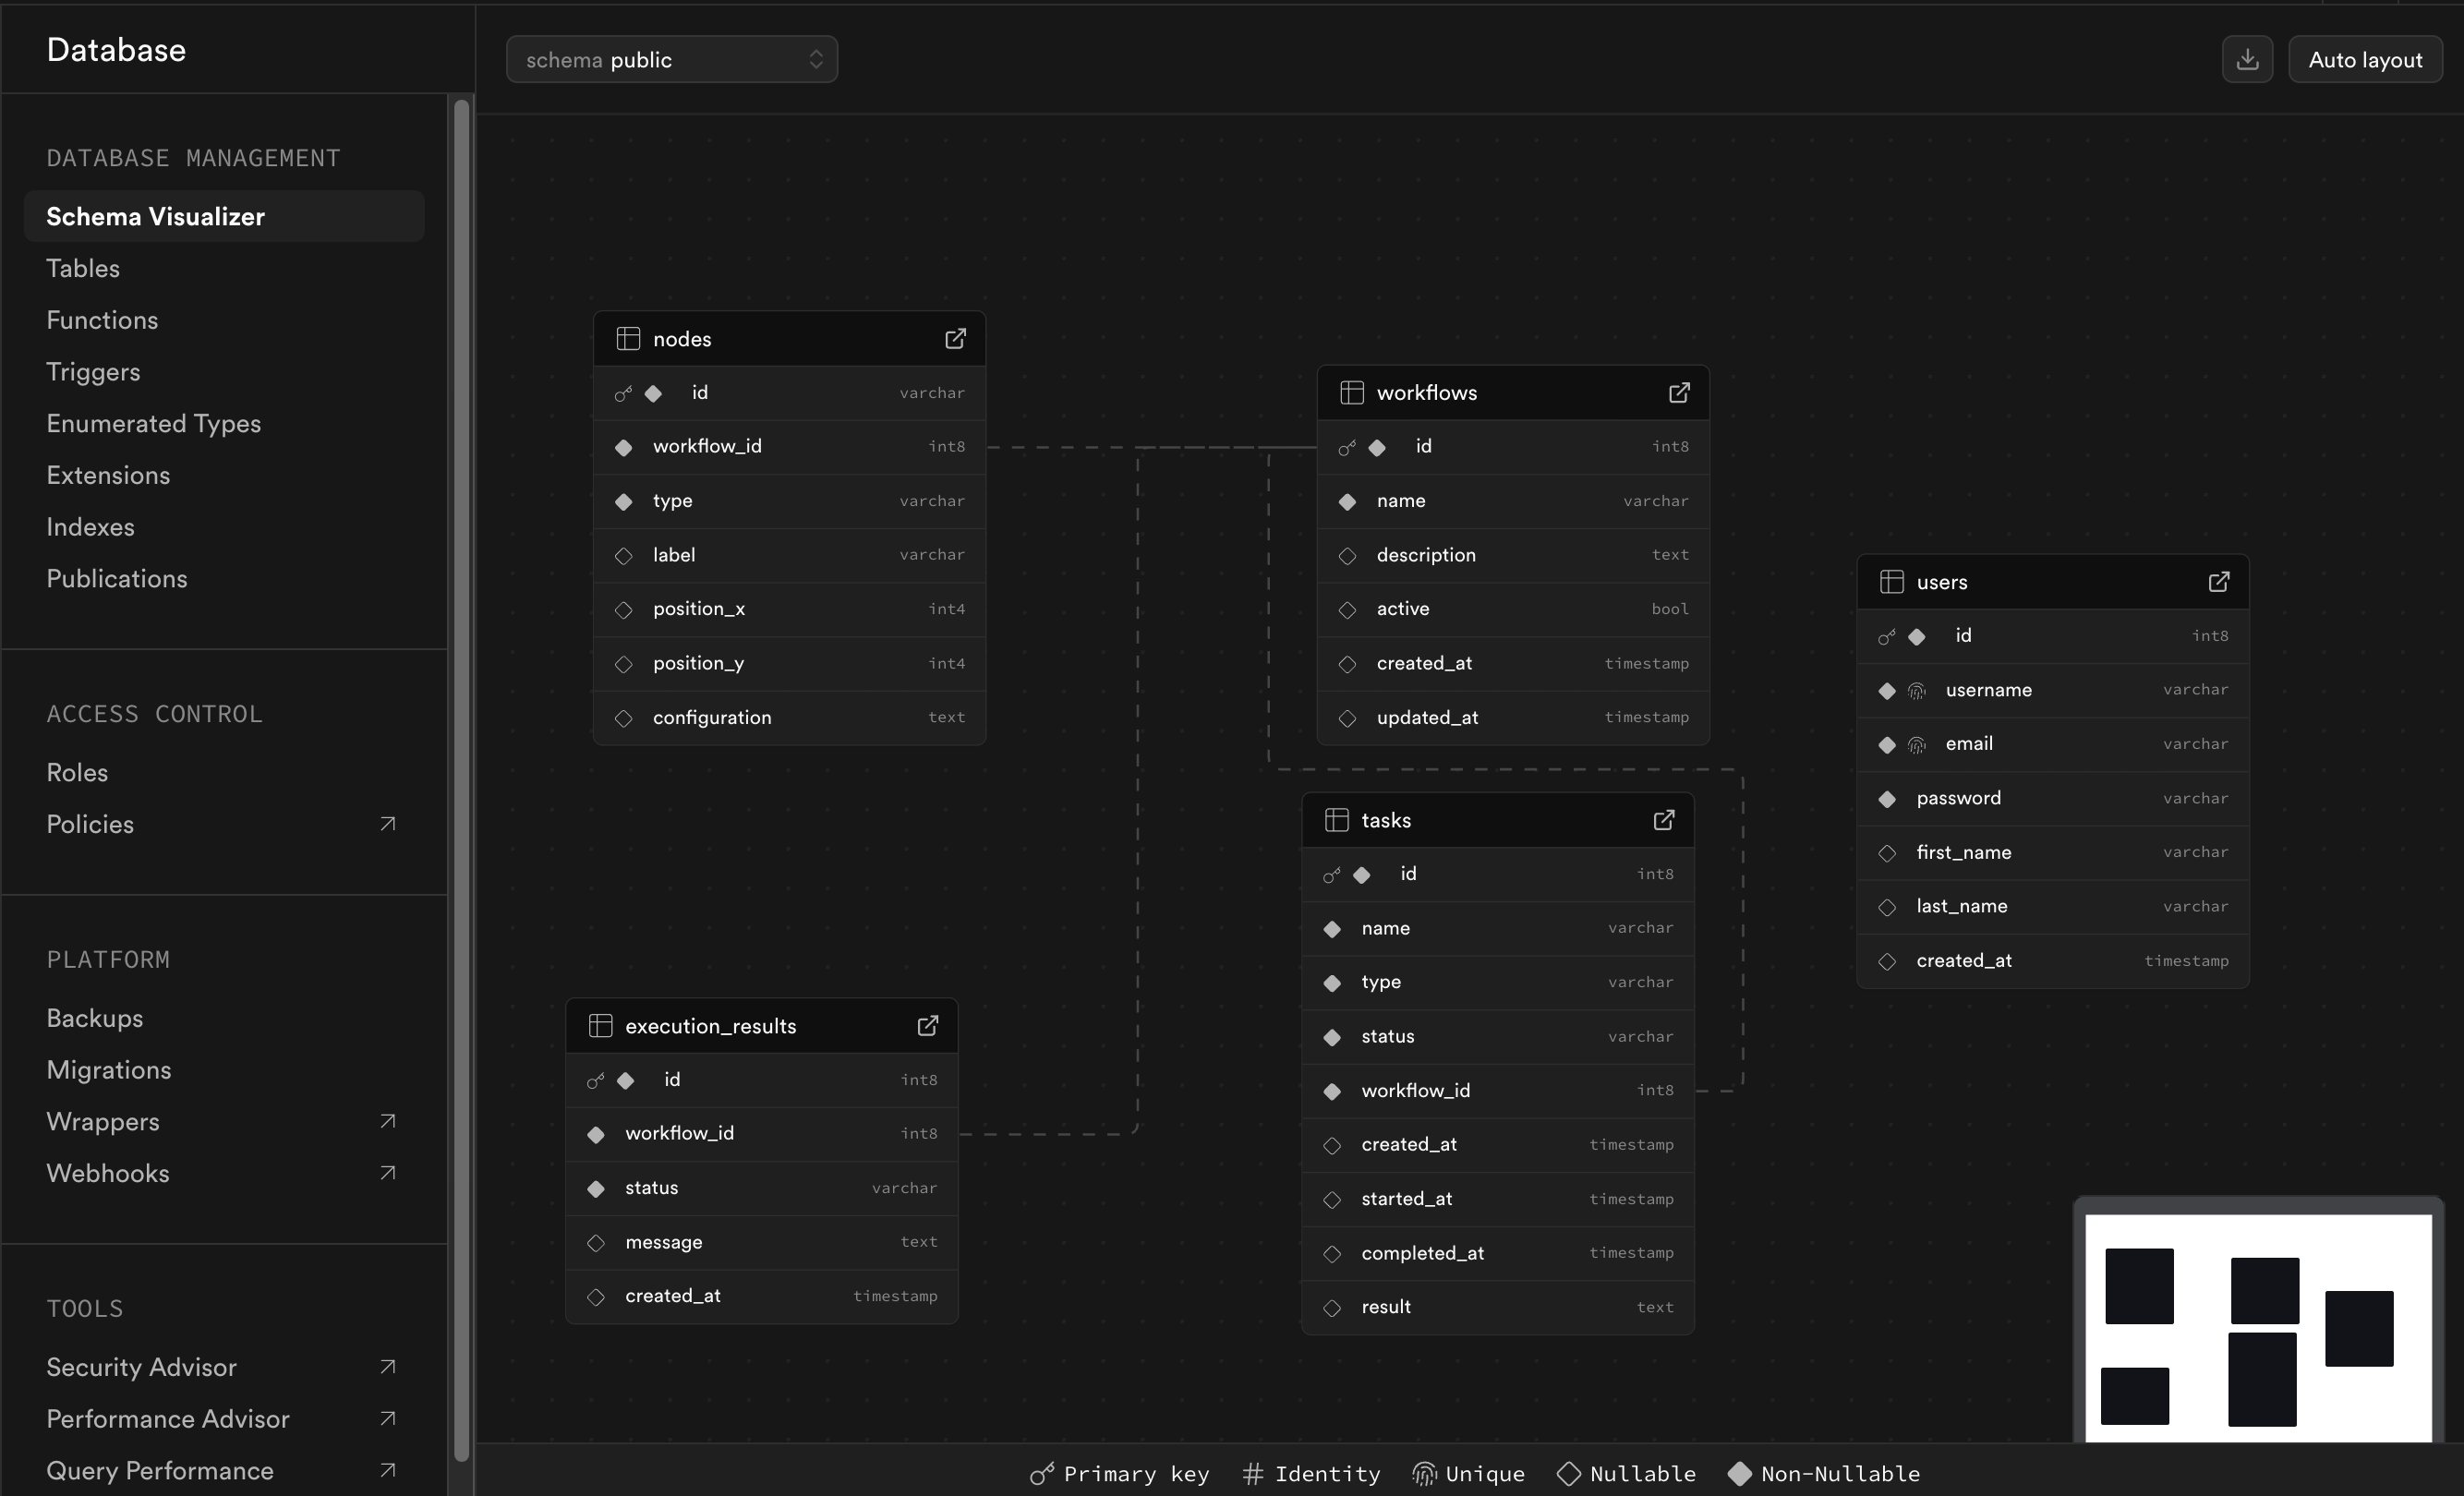 Database
DATABASE MANAGEMENT
Schema Visualizer
Tables
Functions
Triggers
Enumerated Types
Extensions
Indexes
Publications
ACCESS CONTROL
Roles
Policies
PLATFORM
Backups
Migrations
Wrappers
Webhooks
TOOLS
Security Advisor
Performance Advisor
Query Performance
schema public
Auto layout
nodes
id varchar
workflow_id int8
type varchar
label varchar
position_x int4
position_y int4
configuration text
workflows
id int8
name varchar
description text
active bool
created_at timestamp
updated_at timestamp
users
id int8
username varchar
email varchar
password varchar
first_name varchar
last_name varchar
created_at timestamp
tasks
id int8
name varchar
type varchar
status varchar
workflow_id int8
created_at timestamp
started_at timestamp
completed_at timestamp
result text
execution_results
id int8
workflow_id int8
status varchar
message text
created_at timestamp
Primary key # Identity Unique Nullable Non-Nullable